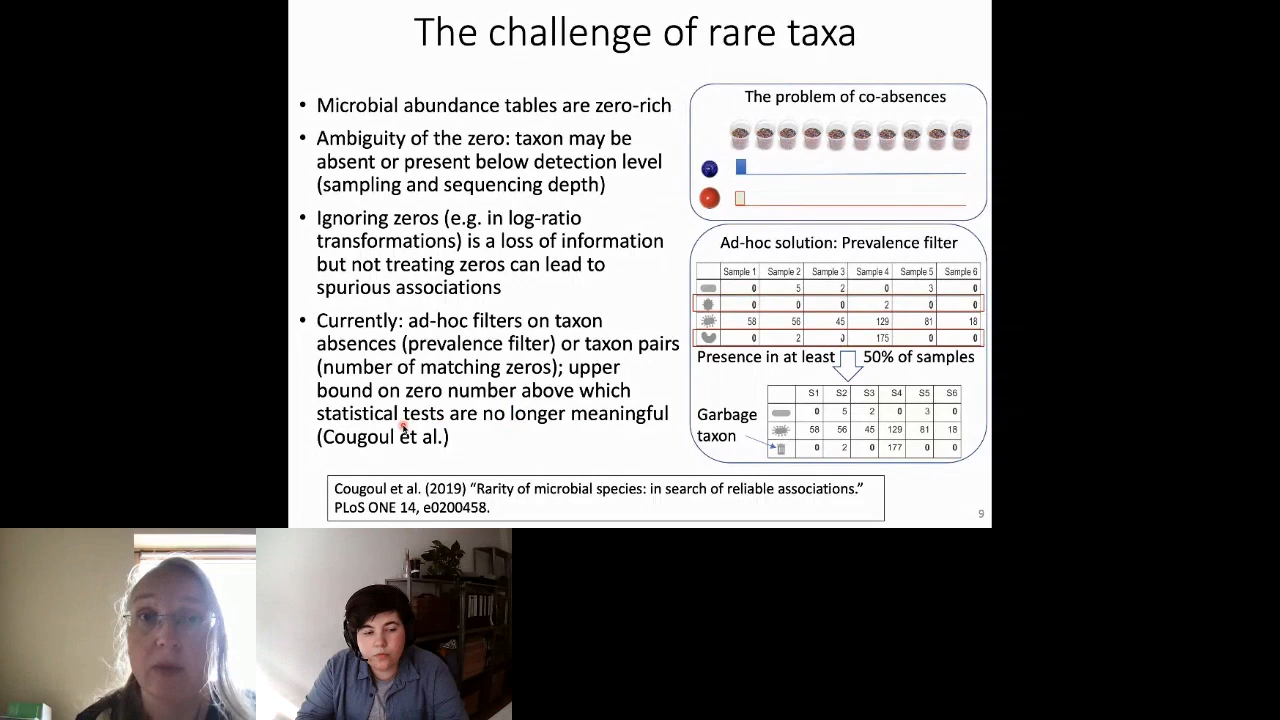 The challenge of rare taxa
• Microbial abundance tables are zero-rich
• Ambiguity of the zero: taxon may be
absent or present below detection level
(sampling and sequencing depth)
• Ignoring zeros (e.g. in log-ratio
transformations) is a loss of information
but not treating zeros can lead to
spurious associations
• Currently: ad-hoc filters on taxon
absences (prevalence filter) or taxon pairs
(number of matching zeros); upper
bound on zero number above which
statistical tests are no longer meaningful
(Cougoul et al.)
The problem of co-absences
Ad-hoc solution: Prevalence filter
Sample 1 Sample 2 Sample 3 Sample 4 Sample 5 Sample 6
0 5 2 0 3 0
0 0 0 2 0 0
58 56 45 129 81 18
0 2 0 175 0 0
Presence in at least 50% of samples
S1 S2 S3 S4 S5 S6
0 5 2 0 3 0
58 56 45 129 81 18
0 2 0 177 0 0
Garbage
taxon
Cougoul et al. (2019) “Rarity of microbial species: in search of reliable associations.”
PLoS ONE 14, e0200458.
9